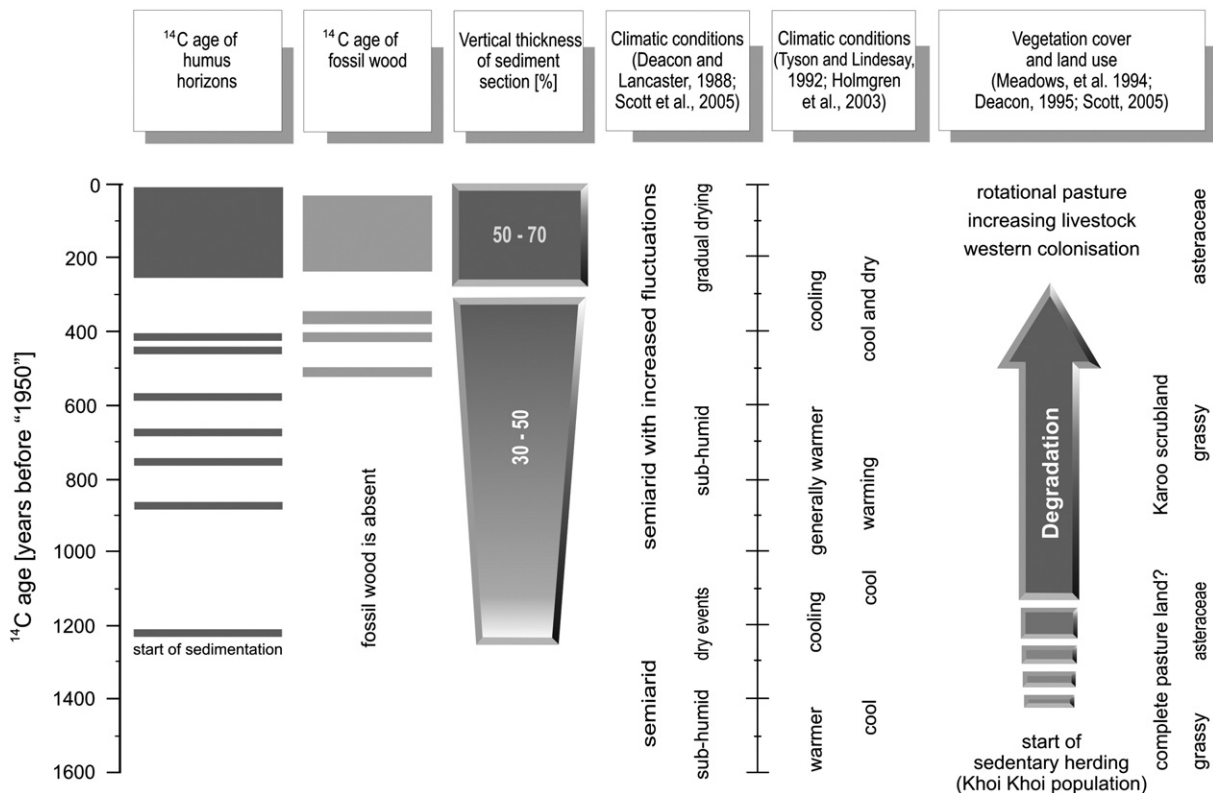 ¹⁴C age of
humus
horizons
¹⁴C age of
fossil wood
Vertical thickness
of sediment
section [%]
Climatic conditions
(Deacon and
Lancaster, 1988;
Scott et al., 2005)
Climatic conditions
(Tyson and Lindesay,
1992; Holmgren
et al., 2003)
Vegetation cover
and land use
(Meadows, et al. 1994;
Deacon, 1995; Scott, 2005)
¹⁴C age [years before “1950”]
0
200
400
600
800
1000
1200
1400
1600
start of sedimentation
fossil wood is absent
50 - 70
30 - 50
semiarid with increased fluctuations
semiarid
gradual drying
sub-humid
dry events
sub-humid
cooling
generally warmer
cooling
warmer
cool and dry
warming
cool
cool
rotational pasture
increasing livestock
western colonisation
Degradation
start of
sedentary herding
(Khoi Khoi population)
Karoo scrubland
complete pasture land?
asteraceae
grassy
asteraceae
grassy